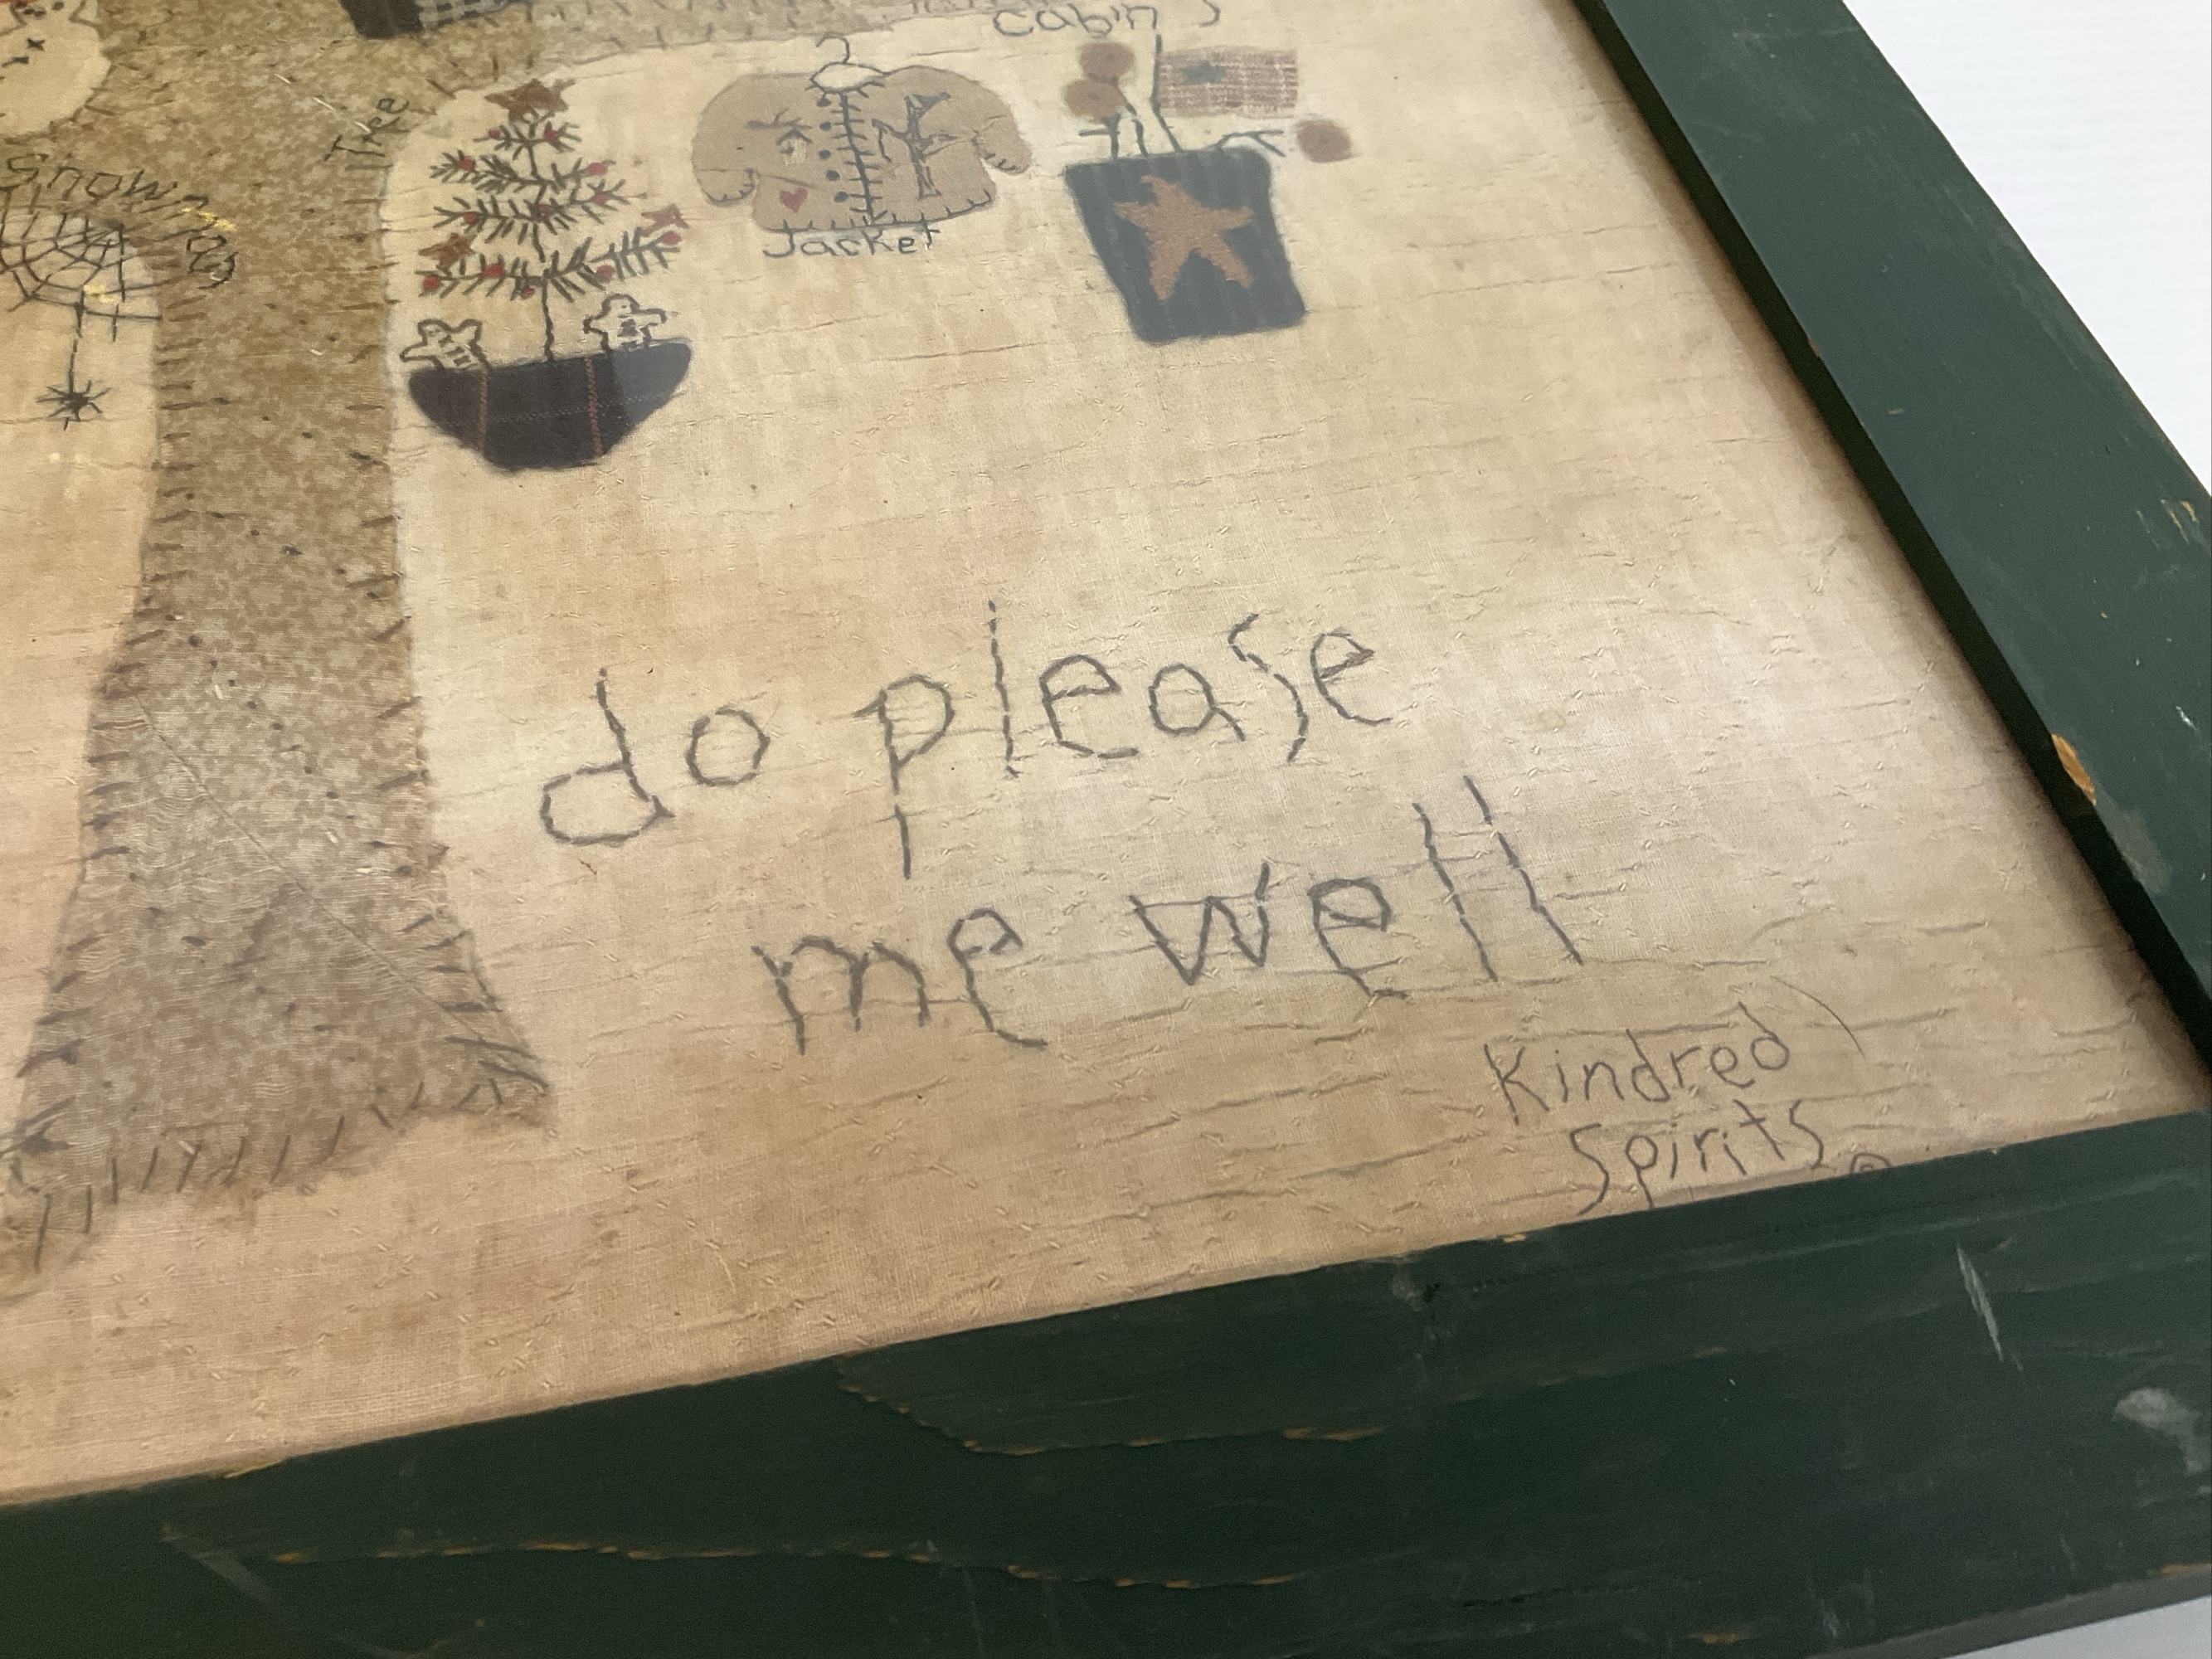 Cabin
Tree
Jacket
Snowman
do please
me well
Kindred
Spirits ©